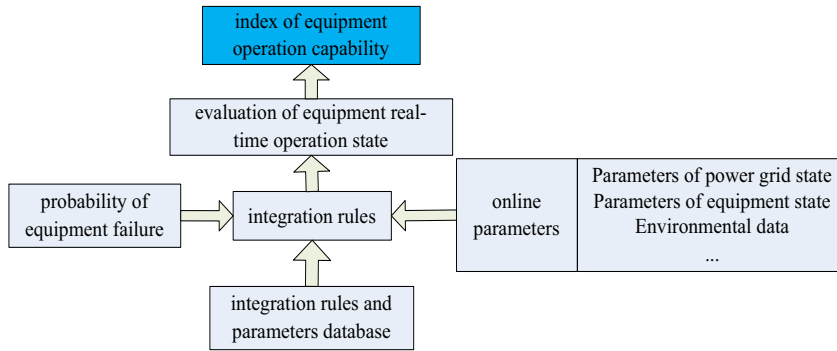 index of equipment
operation capability
evaluation of equipment real-
time operation state
probability of
equipment failure
integration rules
online
parameters
Parameters of power grid state
Parameters of equipment state
Environmental data
...
integration rules and
parameters database